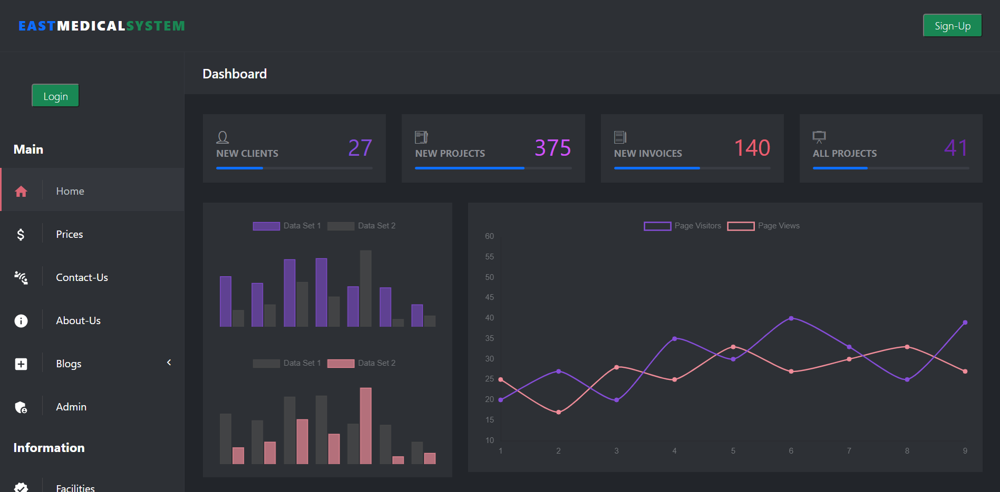 EASTMEDICALSYSTEM
Sign-Up
Dashboard
Login
Main
Home
Prices
Contact-Us
About-Us
Blogs
Admin
Information
Facilities
NEW CLIENTS
27
NEW PROJECTS
375
NEW INVOICES
140
ALL PROJECTS
41
Data Set 1 Data Set 2
Data Set 1 Data Set 2
Page Visitors Page Views
60
55
50
45
40
35
30
25
20
15
10
1 2 3 4 5 6 7 8 9